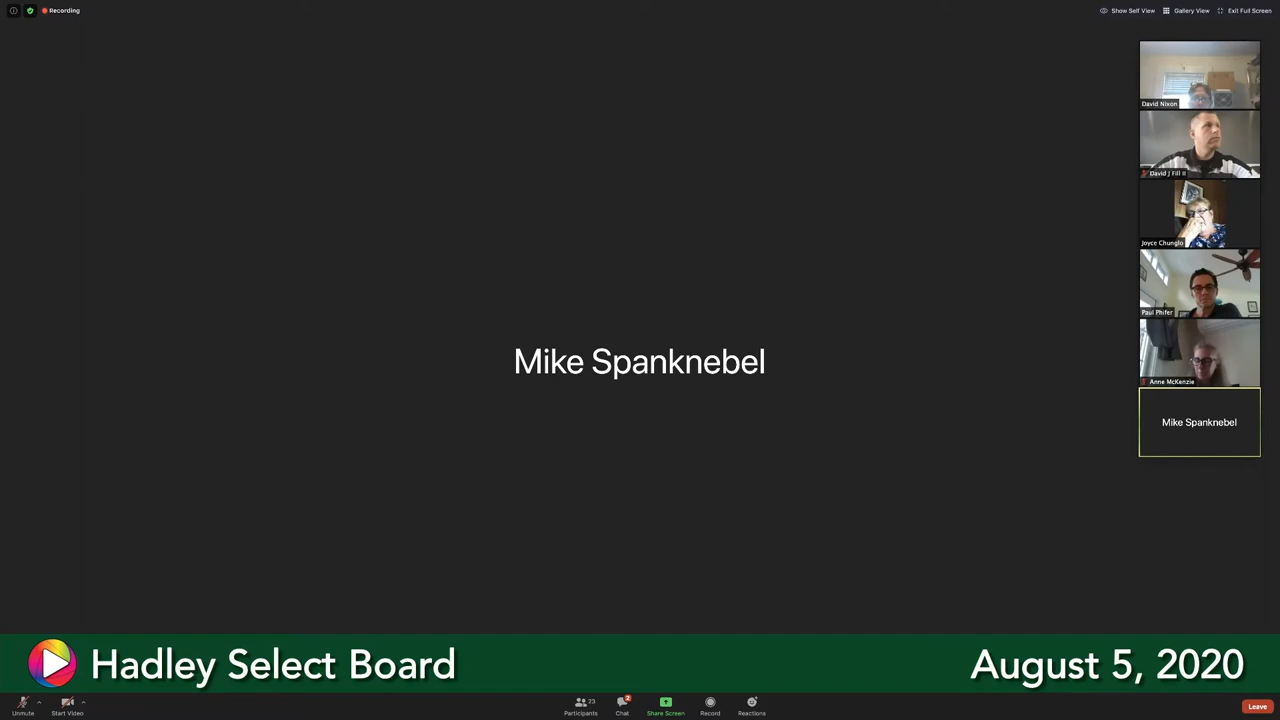 Recording
Show Self View
Gallery View
Exit Full Screen
David Nixon
David J Fill II
Joyce Chunglo
Paul Phifer
Anne McKenzie
Mike Spanknebel
Mike Spanknebel
Hadley Select Board
August 5, 2020
Unmute
Start Video
Participants
23
Chat
2
Share Screen
Record
Reactions
Leave